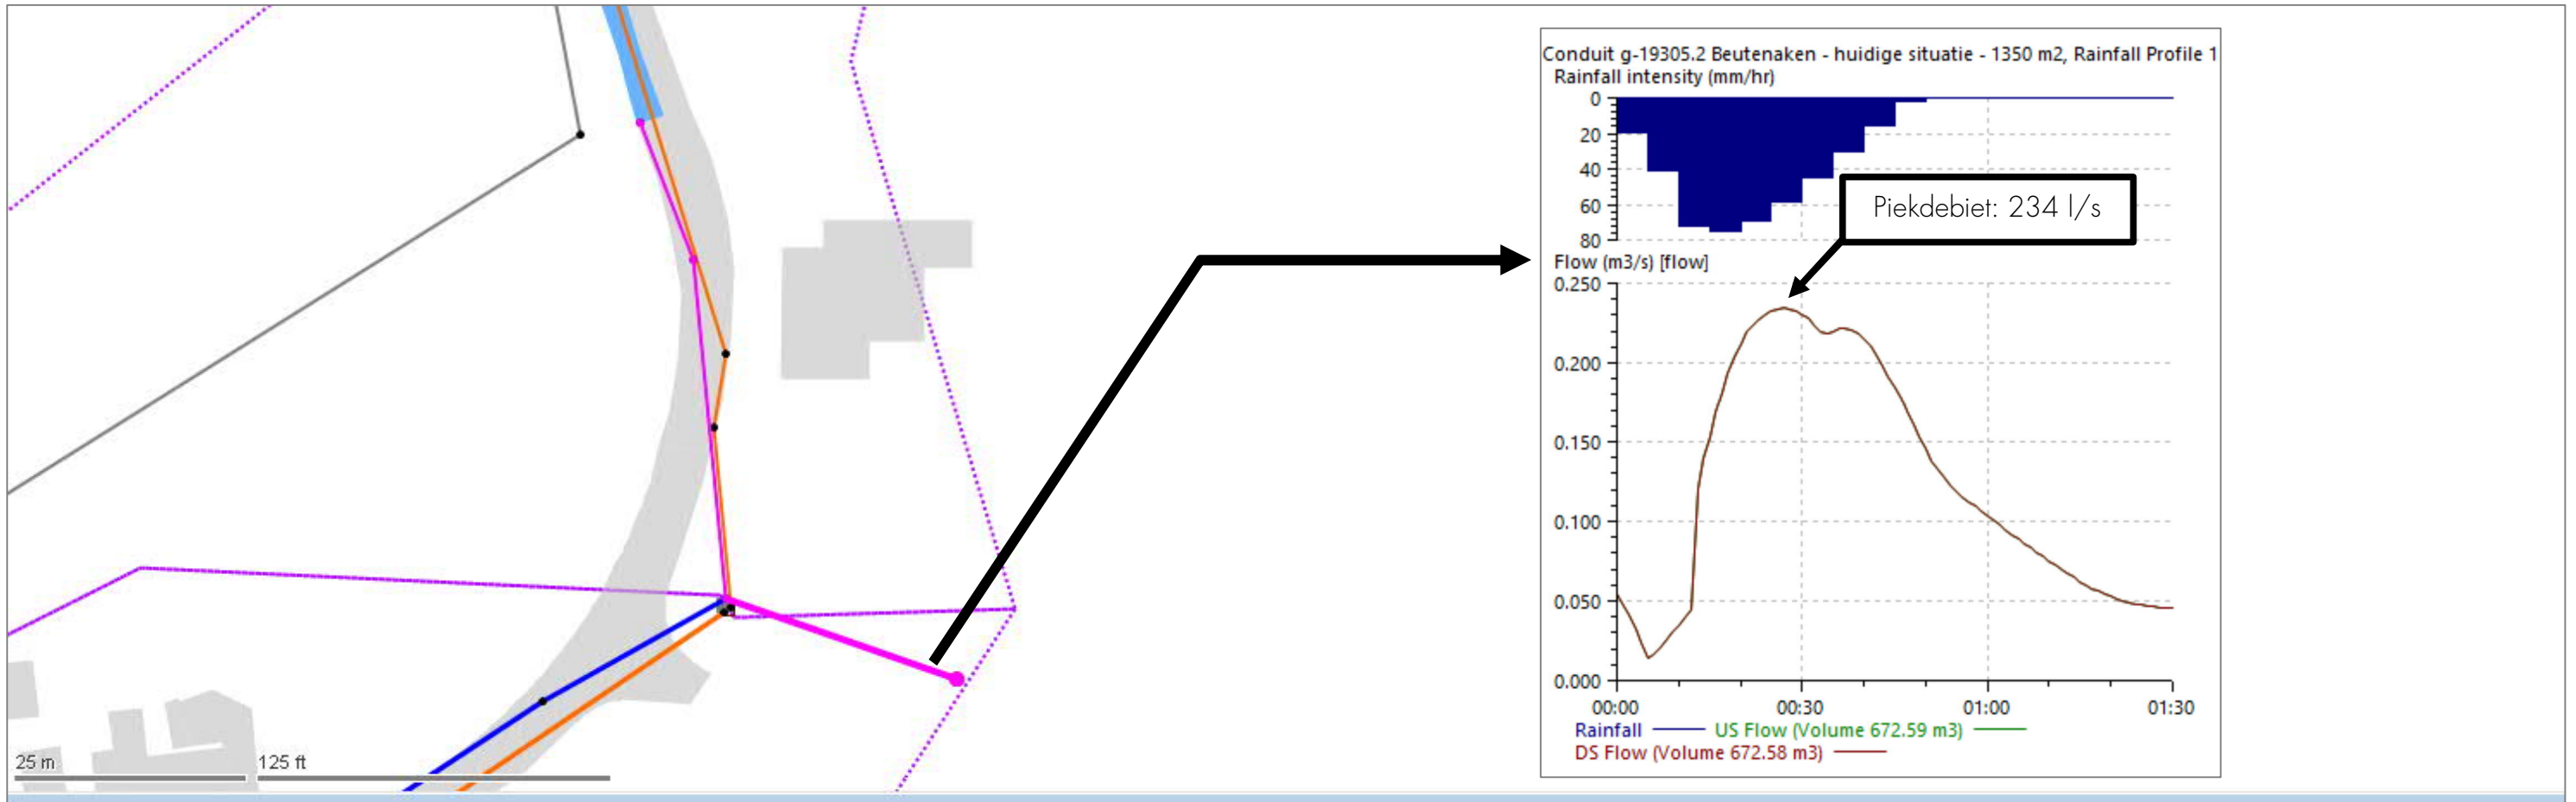 25 m
125 ft
Conduit g-19305.2 Beutenaken - huidige situatie - 1350 m2, Rainfall Profile 1
Rainfall intensity (mm/hr)
0
20
40
60
80
Piekdebiet: 234 l/s
Flow (m3/s) [flow]
0.250
0.200
0.150
0.100
0.050
0.000
00:00 00:30 01:00 01:30
Rainfall US Flow (Volume 672.59 m3)
DS Flow (Volume 672.58 m3)